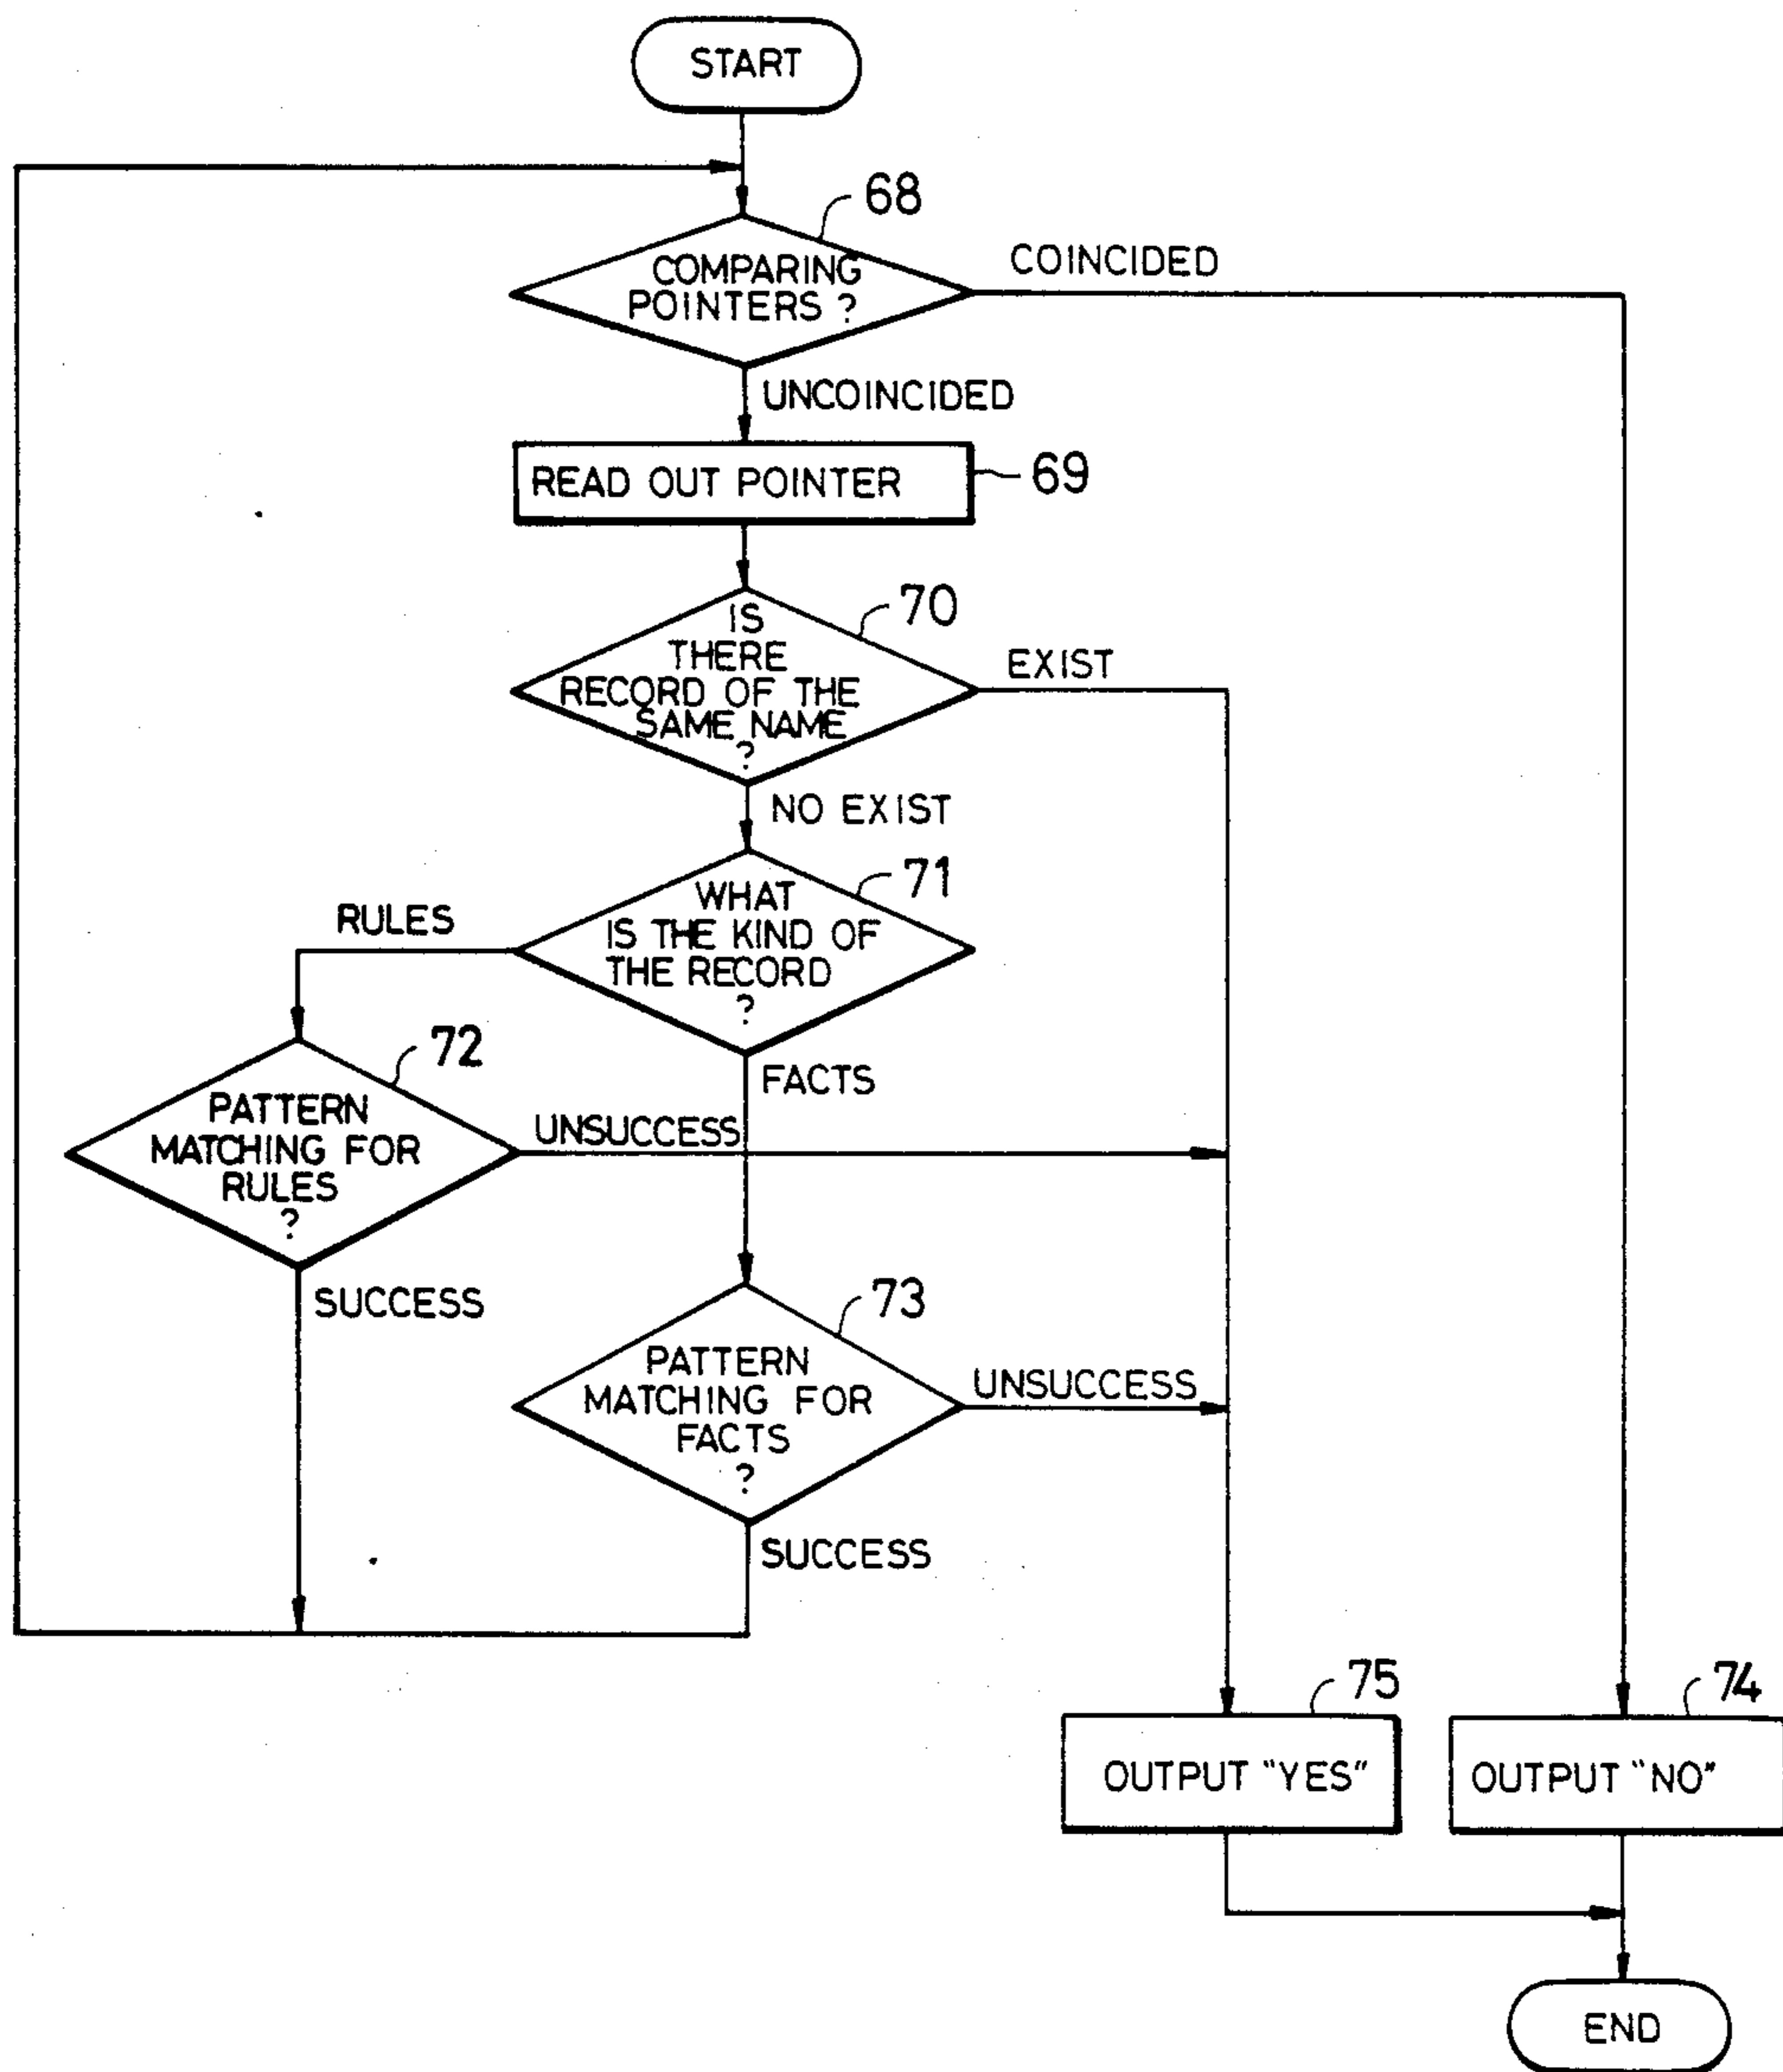 START
68
COMPARING
POINTERS ?
COINCIDED
UNCOINCIDED
READ OUT POINTER
69
70
IS
THERE
RECORD OF THE
SAME NAME
?
EXIST
NO EXIST
71
WHAT
IS THE KIND OF
THE RECORD
?
RULES
FACTS
72
PATTERN
MATCHING FOR
RULES
?
UNSUCCESS
SUCCESS
73
PATTERN
MATCHING FOR
FACTS
?
UNSUCCESS
SUCCESS
75
OUTPUT "YES"
74
OUTPUT "NO"
END